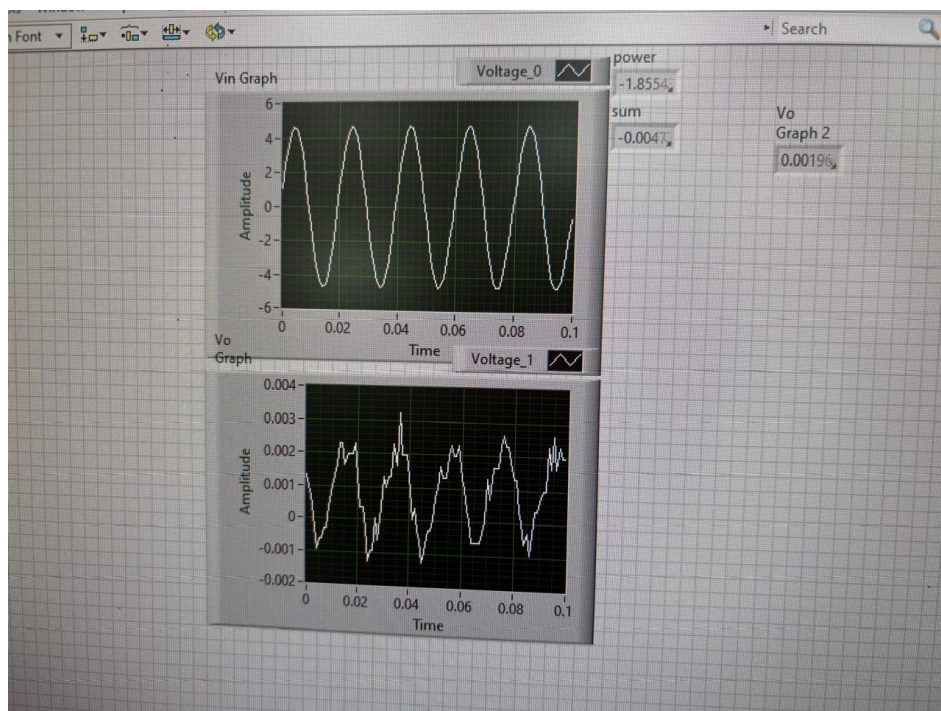 Font
Search
Vin Graph
Voltage_0
power
-1.8554
sum
-0.0047
Vo
Graph 2
0.00196
Amplitude
6
4
2
0
-2
-4
-6
0 0.02 0.04 0.06 0.08 0.1
Time
Vo
Graph
Voltage_1
Amplitude
0.004
0.003
0.002
0.001
0
-0.001
-0.002
0 0.02 0.04 0.06 0.08 0.1
Time